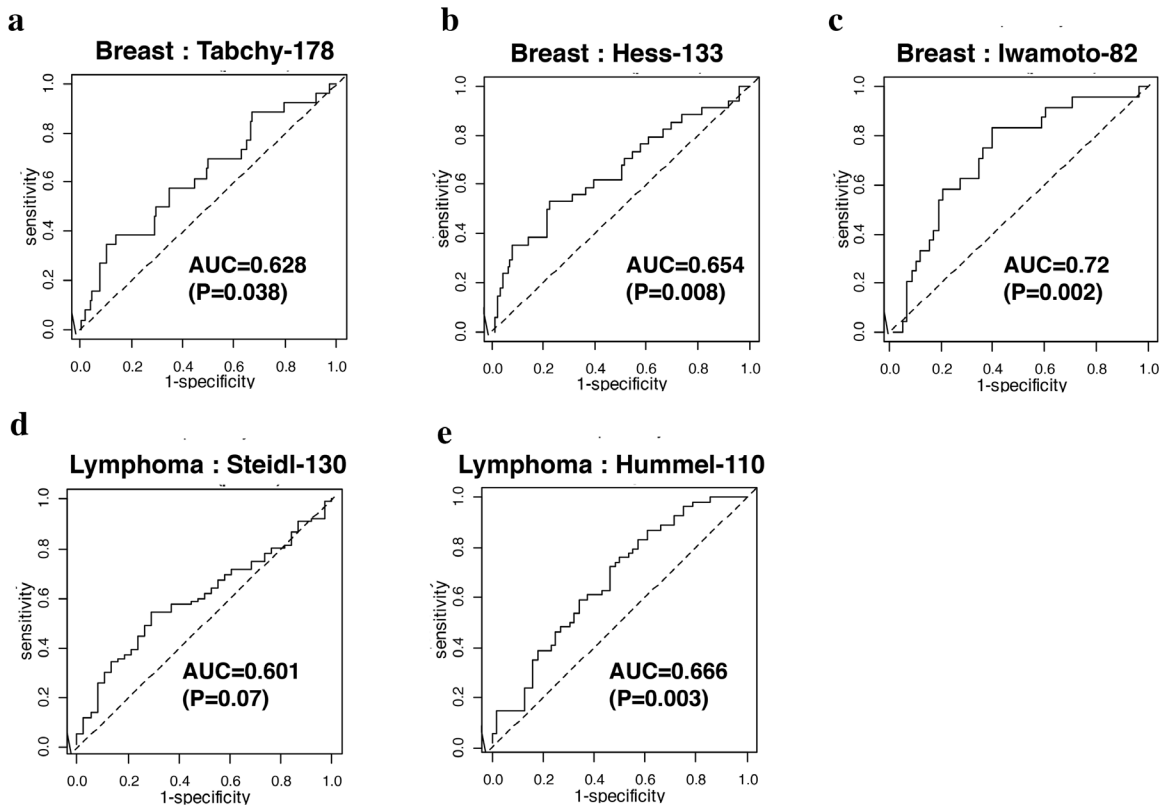 a
Breast : Tabchy-178
sensitivity
0.0 0.2 0.4 0.6 0.8 1.0
AUC=0.628
(P=0.038)
0.0 0.2 0.4 0.6 0.8 1.0
1-specificity
b
Breast : Hess-133
sensitivity
0.0 0.2 0.4 0.6 0.8 1.0
AUC=0.654
(P=0.008)
0.0 0.2 0.4 0.6 0.8 1.0
1-specificity
c
Breast : Iwamoto-82
sensitivity
0.0 0.2 0.4 0.6 0.8 1.0
AUC=0.72
(P=0.002)
0.0 0.2 0.4 0.6 0.8 1.0
1-specificity
d
Lymphoma : Steidl-130
sensitivity
0.0 0.2 0.4 0.6 0.8 1.0
AUC=0.601
(P=0.07)
0.0 0.2 0.4 0.6 0.8 1.0
1-specificity
e
Lymphoma : Hummel-110
sensitivity
0.0 0.2 0.4 0.6 0.8 1.0
AUC=0.666
(P=0.003)
0.0 0.2 0.4 0.6 0.8 1.0
1-specificity